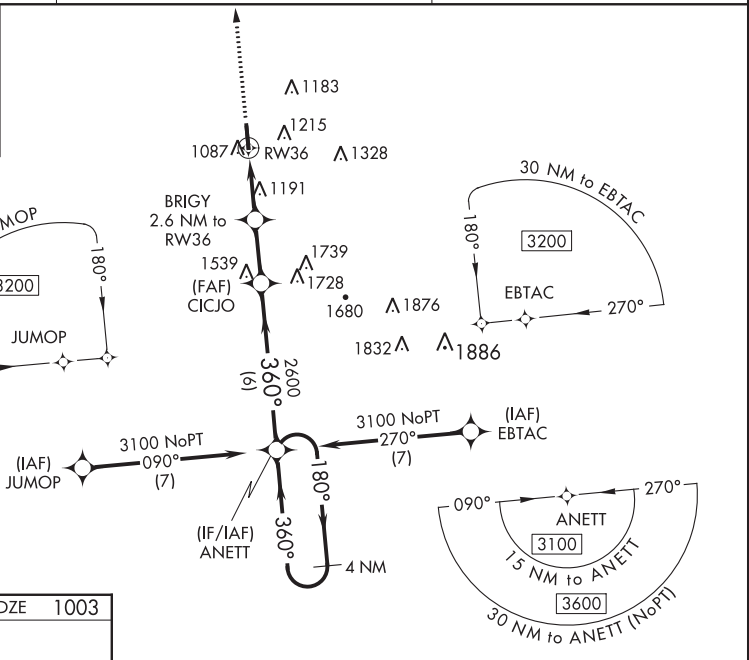 1183
1215
1087
RW36
1328
1191
BRIGY
2.6 NM to
RW36
30 NM to EBTAC
180°
3200
EBTAC
270°
MOP
180°
3200
JUMOP
1539
1739
1728
(FAF)
CICJO
1680
1876
1832
1886
2600
360°
(6)
3100 NoPT
090°
(7)
(IAF)
JUMOP
3100 NoPT
270°
(7)
(IAF)
EBTAC
(IF/IAF)
ANETT
180°
360°
4 NM
090°
270°
ANETT
3100
15 NM to ANETT
3600
30 NM to ANETT (NoPT)
DZE 1003